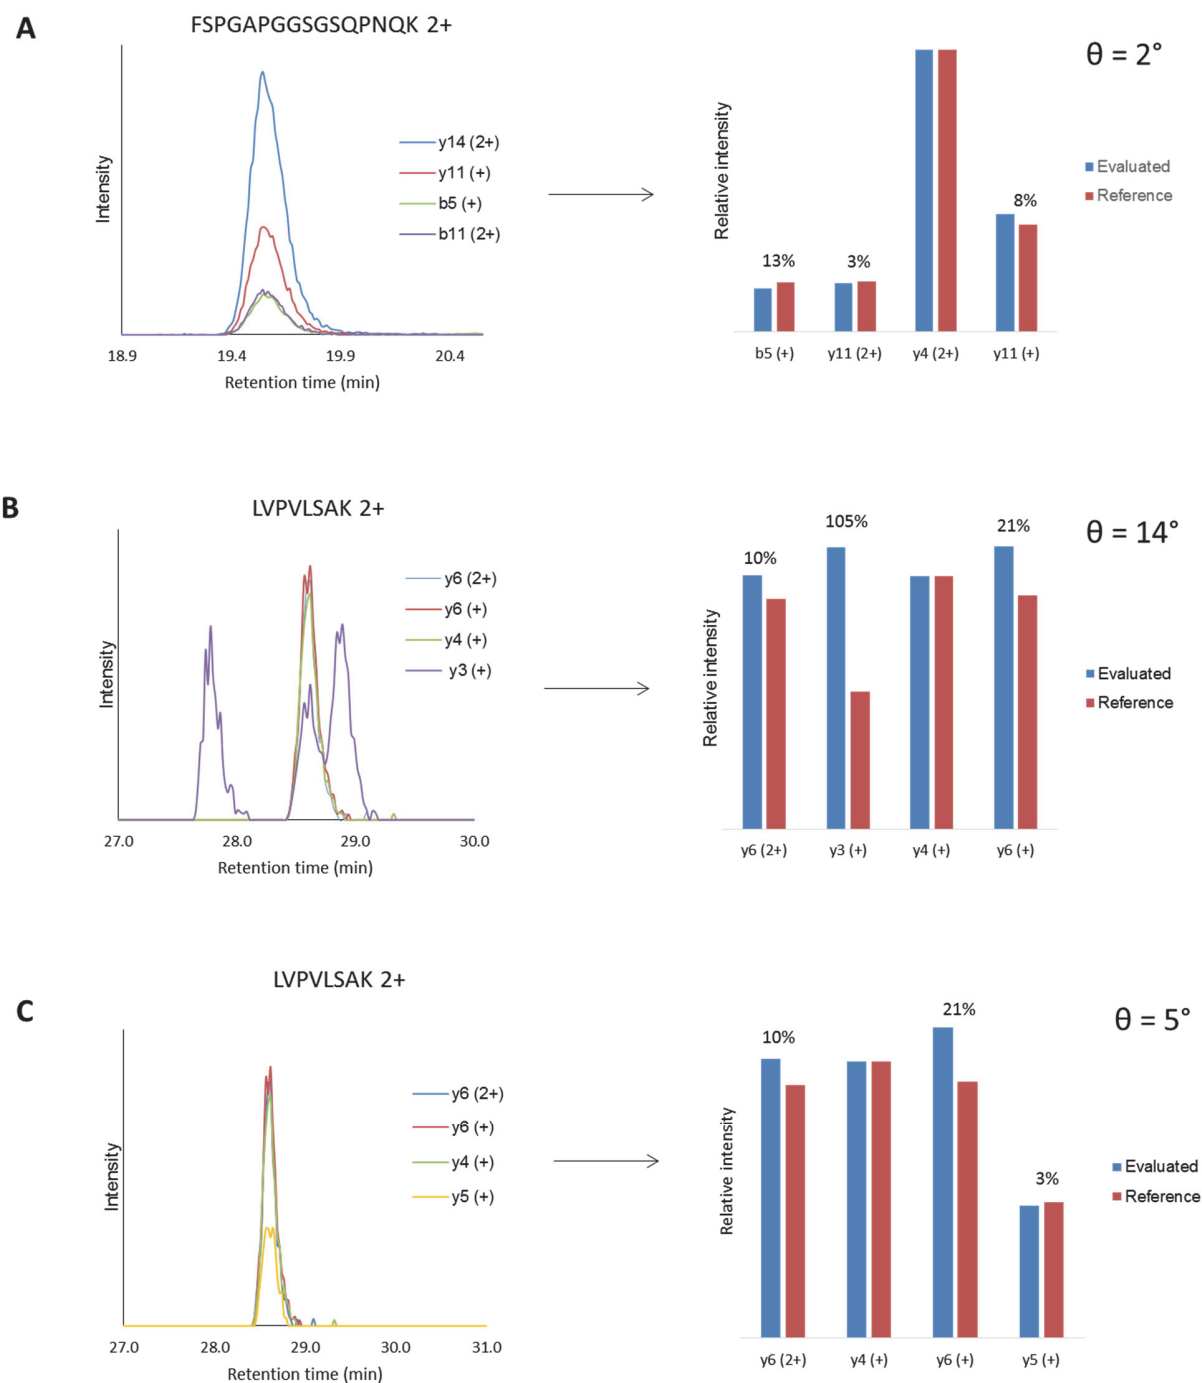 A
FSPGAPGGSGSQPNQK 2+
θ = 2°
Intensity
y14 (2+)
y11 (+)
b5 (+)
b11 (2+)
18.9 19.4 19.9 20.4
Retention time (min)
Relative intensity
13% 3% 8%
b5 (+) y11 (2+) y4 (2+) y11 (+)
Evaluated
Reference
B
LVPVLSAK 2+
θ = 14°
Intensity
y6 (2+)
y6 (+)
y4 (+)
y3 (+)
27.0 28.0 29.0 30.0
Retention time (min)
Relative intensity
10% 105% 21%
y6 (2+) y3 (+) y4 (+) y6 (+)
Evaluated
Reference
C
LVPVLSAK 2+
θ = 5°
Intensity
y6 (2+)
y6 (+)
y4 (+)
y5 (+)
27.0 28.0 29.0 30.0 31.0
Retention time (min)
Relative intensity
10% 21% 3%
y6 (2+) y4 (+) y6 (+) y5 (+)
Evaluated
Reference